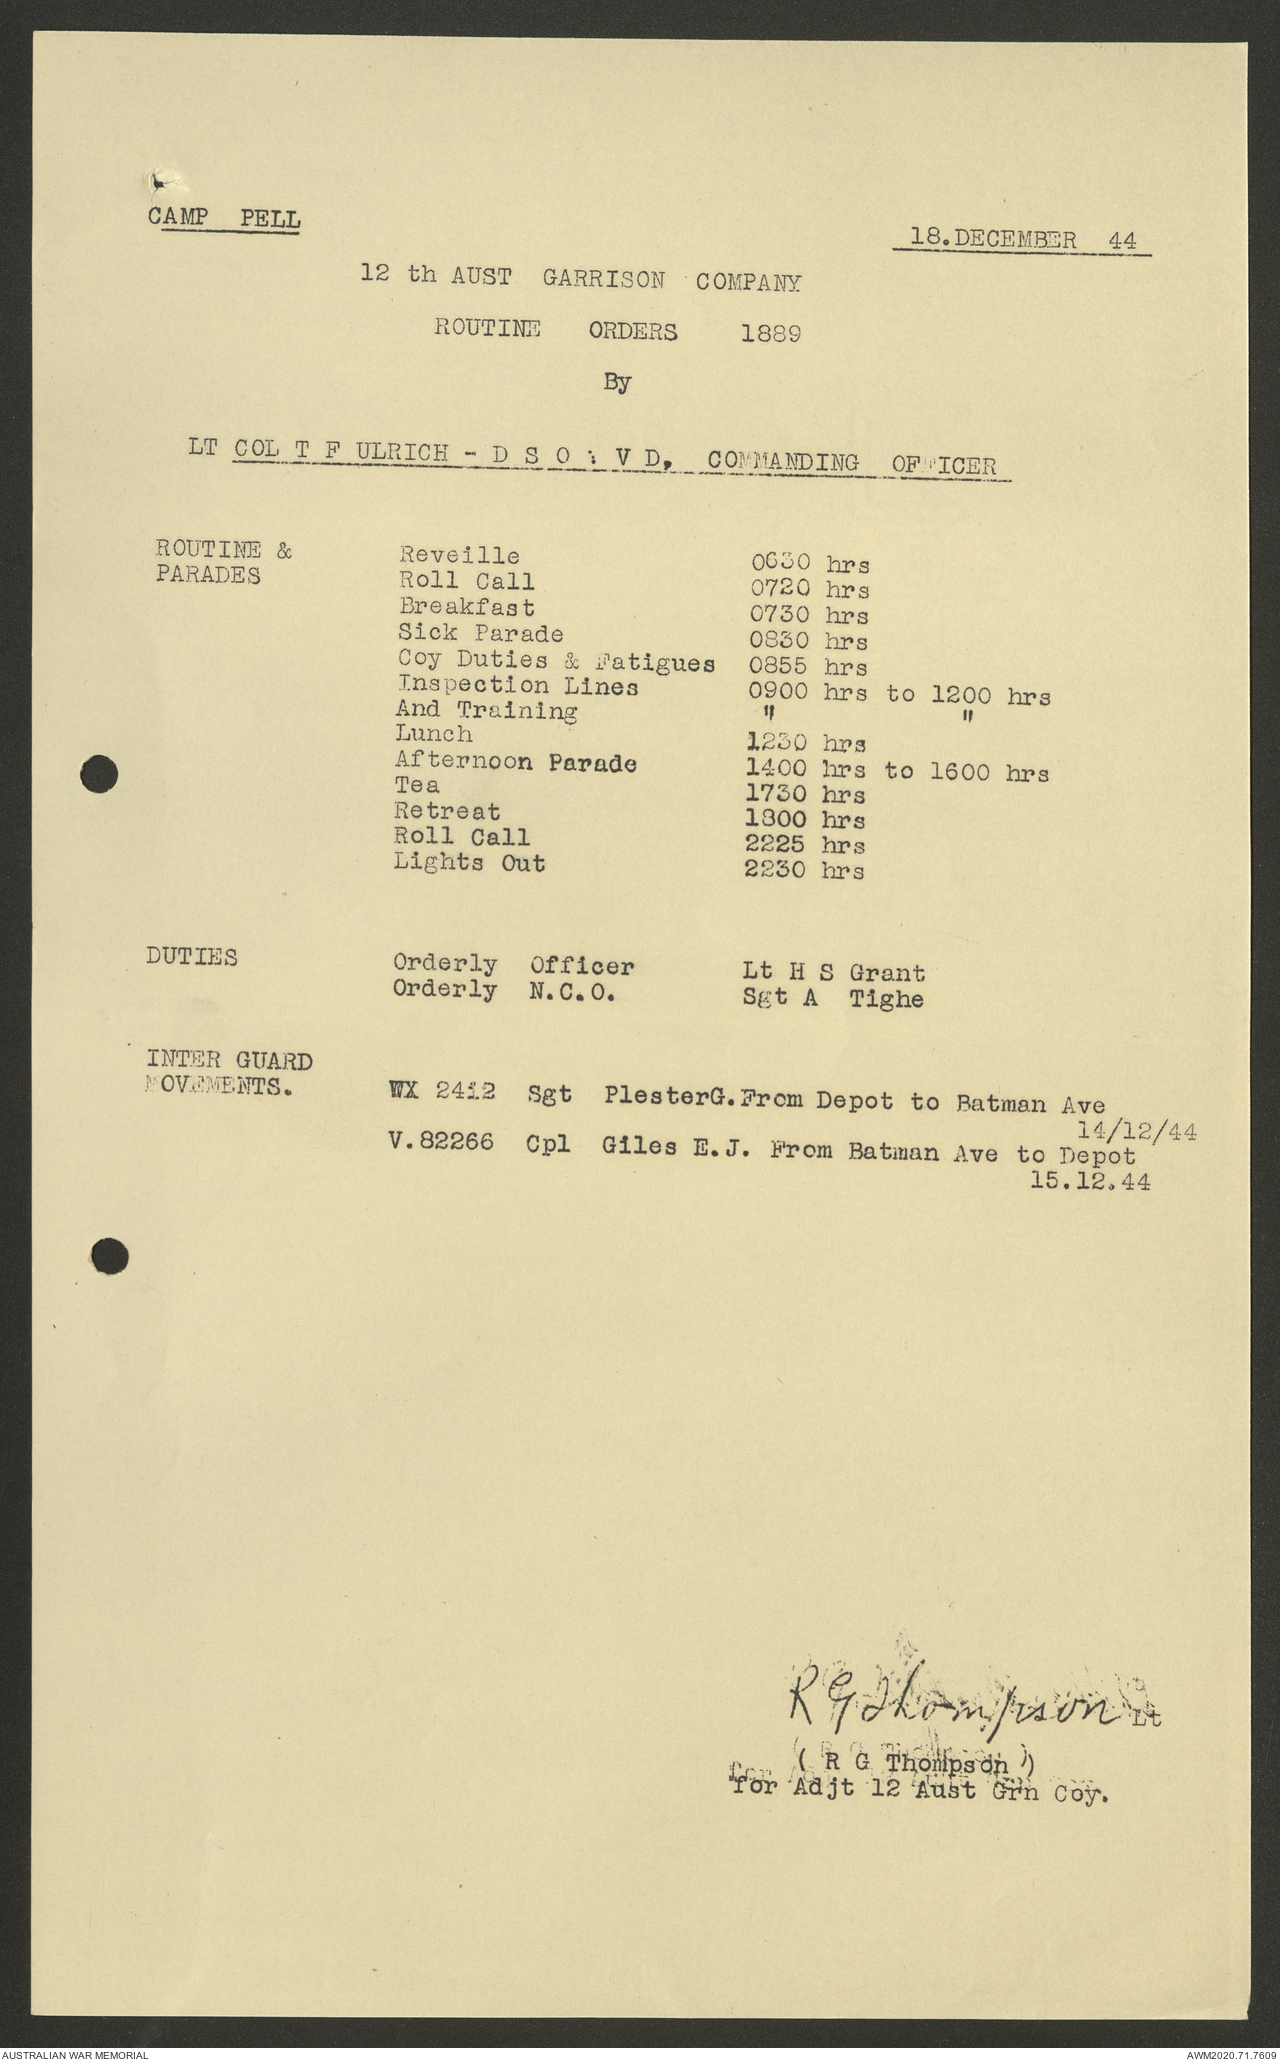 CAMP PELL
18.DECEMBER 44
12 th AUST GARRISON COMPANY
ROUTINE ORDERS 1889
By
LT COL T F ULRICH - D S O : V D, COMMANDING OFFICER
ROUTINE & PARADES
Reveille 0630 hrs
Roll Call 0720 hrs
Breakfast 0730 hrs
Sick Parade 0830 hrs
Coy Duties & Fatigues 0855 hrs
Inspection Lines 0900 hrs to 1200 hrs
And Training " "
Lunch 1230 hrs
Afternoon Parade 1400 hrs to 1600 hrs
Tea 1730 hrs
Retreat 1800 hrs
Roll Call 2225 hrs
Lights Out 2230 hrs
DUTIES
Orderly Officer Lt H S Grant
Orderly N.C.O. Sgt A Tighe
INTER GUARD
MOVEMENTS.
WX 2412 Sgt PlesterG.From Depot to Batman Ave
14/12/44
V.82266 Cpl Giles E.J. From Batman Ave to Depot
15.12.44
R G Thompson Lt
( R G Thompson )
for Adjt 12 Aust Grn Coy.
AUSTRALIAN WAR MEMORIAL
AWM2020.71.7609